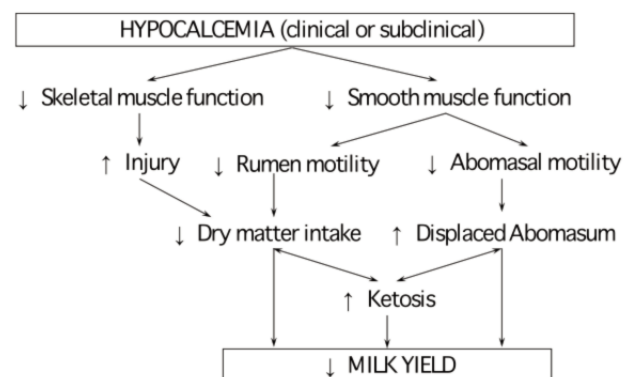 HYPOCALCEMIA (clinical or subclinical)
↓ Skeletal muscle function ↓ Smooth muscle function
↑ Injury ↓ Rumen motility ↓ Abomasal motility
↓ Dry matter intake ↑ Displaced Abomasum
↑ Ketosis
↓ MILK YIELD